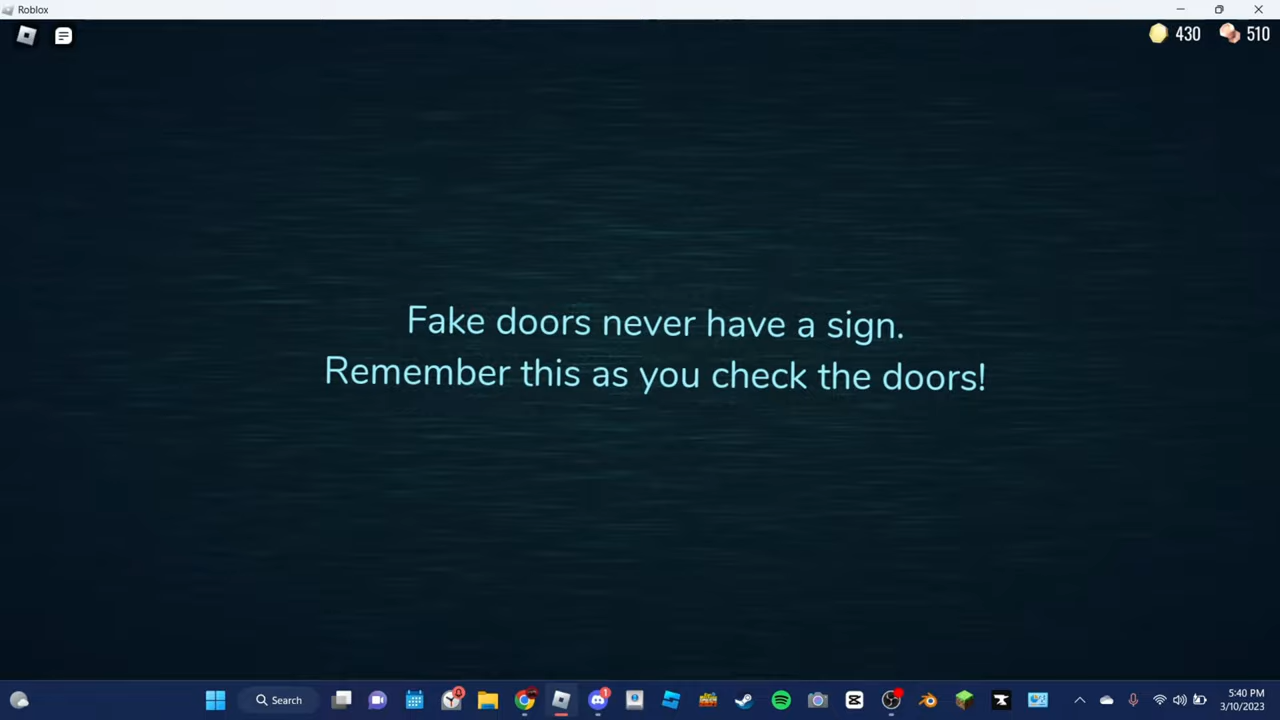 Roblox
430 510
Fake doors never have a sign.
Remember this as you check the doors!
Search
1
5:40 PM
3/10/2023